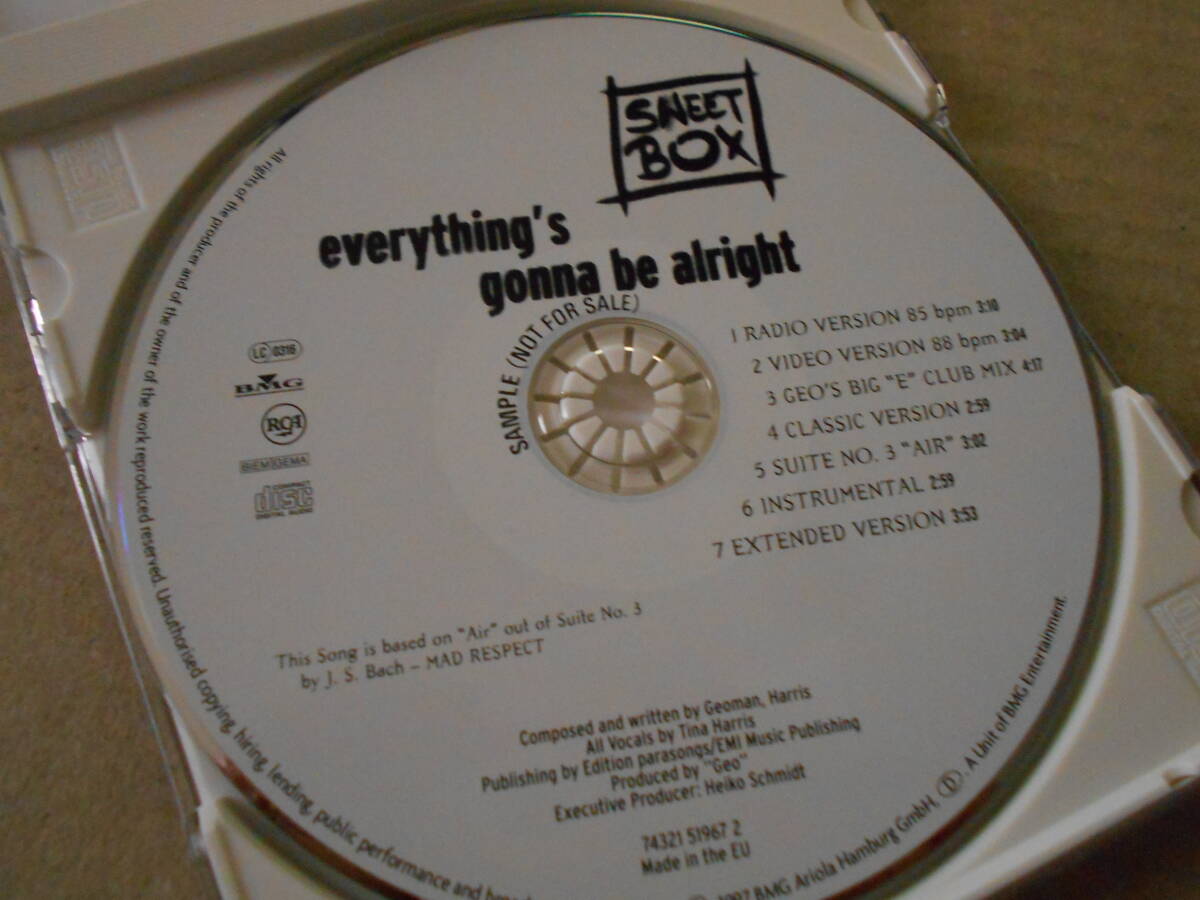 SWEET
BOX
everything's
gonna be alright
SAMPLE (NOT FOR SALE)
1 RADIO VERSION 85 bpm 3:10
2 VIDEO VERSION 88 bpm 3:04
3 GEO'S BIG "E" CLUB MIX 4:17
4 CLASSIC VERSION 2:59
5 SUITE NO. 3 "AIR" 3:02
6 INSTRUMENTAL 2:59
7 EXTENDED VERSION 3:53
LC 0316
BMG
RCA
BIEM/GEMA
COMPACT
disc
DIGITAL AUDIO
This Song is based on "Air" out of Suite No. 3
by J. S. Bach – MAD RESPECT
Composed and written by Geoman, Harris
All Vocals by Tina Harris
Publishing by Edition parasongs/EMI Music Publishing
Produced by "Geo"
Executive Producer: Heiko Schmidt
74321 51967 2
Made in the EU
All rights of the producer and of the owner of the work reproduced reserved. Unauthorised copying, hiring, lending, public performance and
1997 BMG Ariola Hamburg GmbH, D. A Unit of BMG Entertainment.